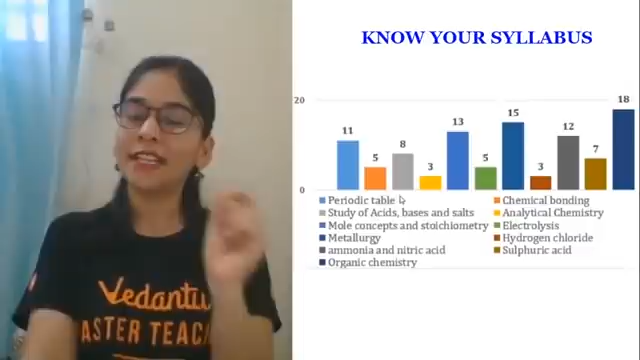 KNOW YOUR SYLLABUS
20
18
15
13
12
11
8
7
5
5
3
3
0
Periodic table
Chemical bonding
Study of Acids, bases and salts
Analytical Chemistry
Mole concepts and stoichiometry
Electrolysis
Metallurgy
Hydrogen chloride
ammonia and nitric acid
Sulphuric acid
Organic chemistry
Vedantu
ASTER TEAC